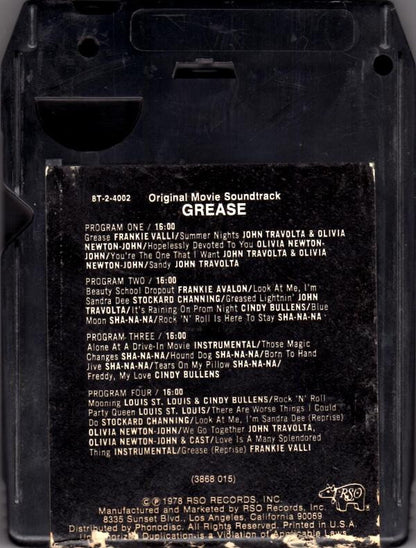 8T-2-4002 Original Movie Soundtrack
GREASE
PROGRAM ONE / 16:00
Grease FRANKIE VALLI/Summer Nights JOHN TRAVOLTA & OLIVIA
NEWTON-JOHN/Hopelessly Devoted To You OLIVIA NEWTON-
JOHN/You're The One That I Want JOHN TRAVOLTA & OLIVIA
NEWTON-JOHN/Sandy JOHN TRAVOLTA
PROGRAM TWO / 16:00
Beauty School Dropout FRANKIE AVALON/Look At Me, I'm
Sandra Dee STOCKARD CHANNING/Greased Lightnin' JOHN
TRAVOLTA/It's Raining On Prom Night CINDY BULLENS/Blue
Moon SHA-NA-NA/Rock 'N' Roll Is Here To Stay SHA-NA-NA
PROGRAM THREE / 16:00
Alone At A Drive-In Movie INSTRUMENTAL/Those Magic
Changes SHA-NA-NA/Hound Dog SHA-NA-NA/Born To Hand
Jive SHA-NA-NA/Tears On My Pillow SHA-NA-NA/
Freddy, My Love CINDY BULLENS
PROGRAM FOUR / 16:00
Mooning LOUIS ST. LOUIS & CINDY BULLENS/Rock 'N' Roll
Party Queen LOUIS ST. LOUIS/There Are Worse Things I Could
Do STOCKARD CHANNING/Look At Me, I'm Sandra Dee (Reprise)
OLIVIA NEWTON-JOHN/We Go Together JOHN TRAVOLTA,
OLIVIA NEWTON-JOHN & CAST/Love Is A Many Splendored
Thing INSTRUMENTAL/Grease (Reprise) FRANKIE VALLI
(3868 015)
RSO
©℗ 1978 RSO RECORDS, INC.
Manufactured and Marketed by RSO Records, Inc.
8335 Sunset Blvd., Los Angeles, California 90069
Distributed by Phonodisc. All Rights Reserved. Printed in U.S.A.
Unauthorized Duplication is a Violation of Applicable Laws.